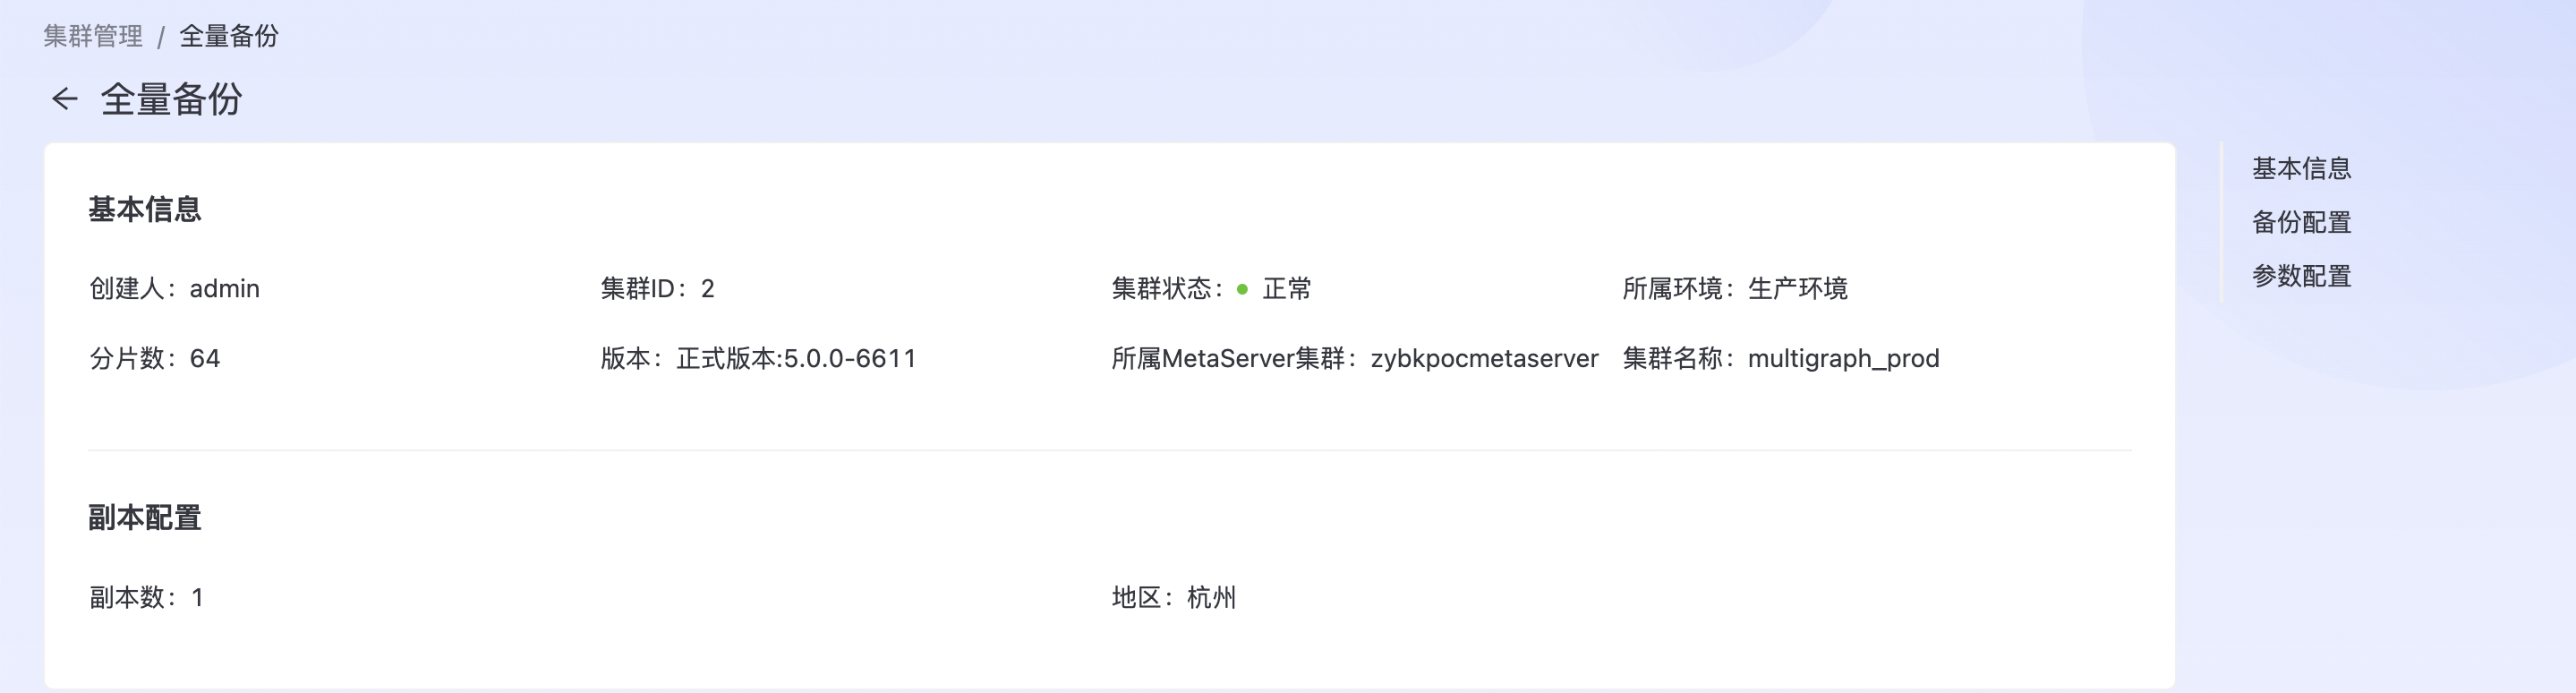 集群管理 / 全量备份
← 全量备份
基本信息
创建人：admin
集群ID：2
集群状态：正常
所属环境：生产环境
分片数：64
版本：正式版本:5.0.0-6611
所属MetaServer集群：zybkpocmetaserver
集群名称：multigraph_prod
副本配置
副本数：1
地区：杭州
基本信息
备份配置
参数配置